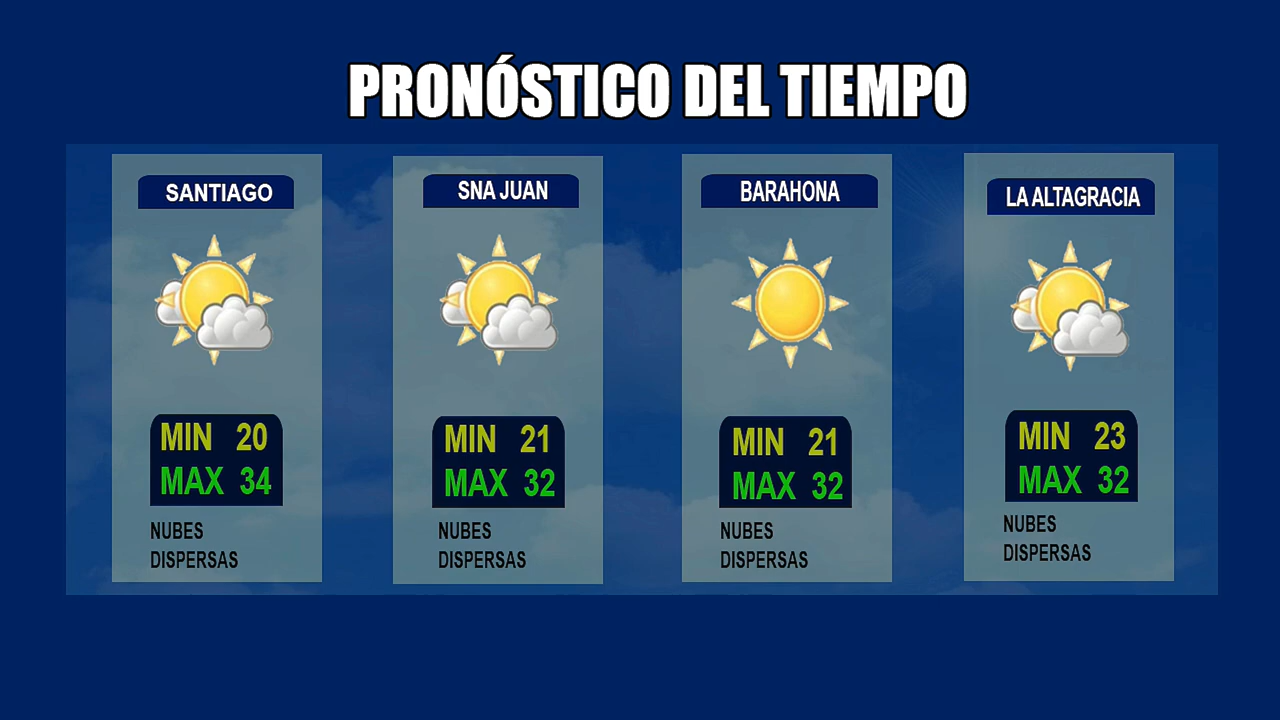 PRONÓSTICO DEL TIEMPO
SANTIAGO
MIN 20
MAX 34
NUBES
DISPERSAS
SNA JUAN
MIN 21
MAX 32
NUBES
DISPERSAS
BARAHONA
MIN 21
MAX 32
NUBES
DISPERSAS
LA ALTAGRACIA
MIN 23
MAX 32
NUBES
DISPERSAS